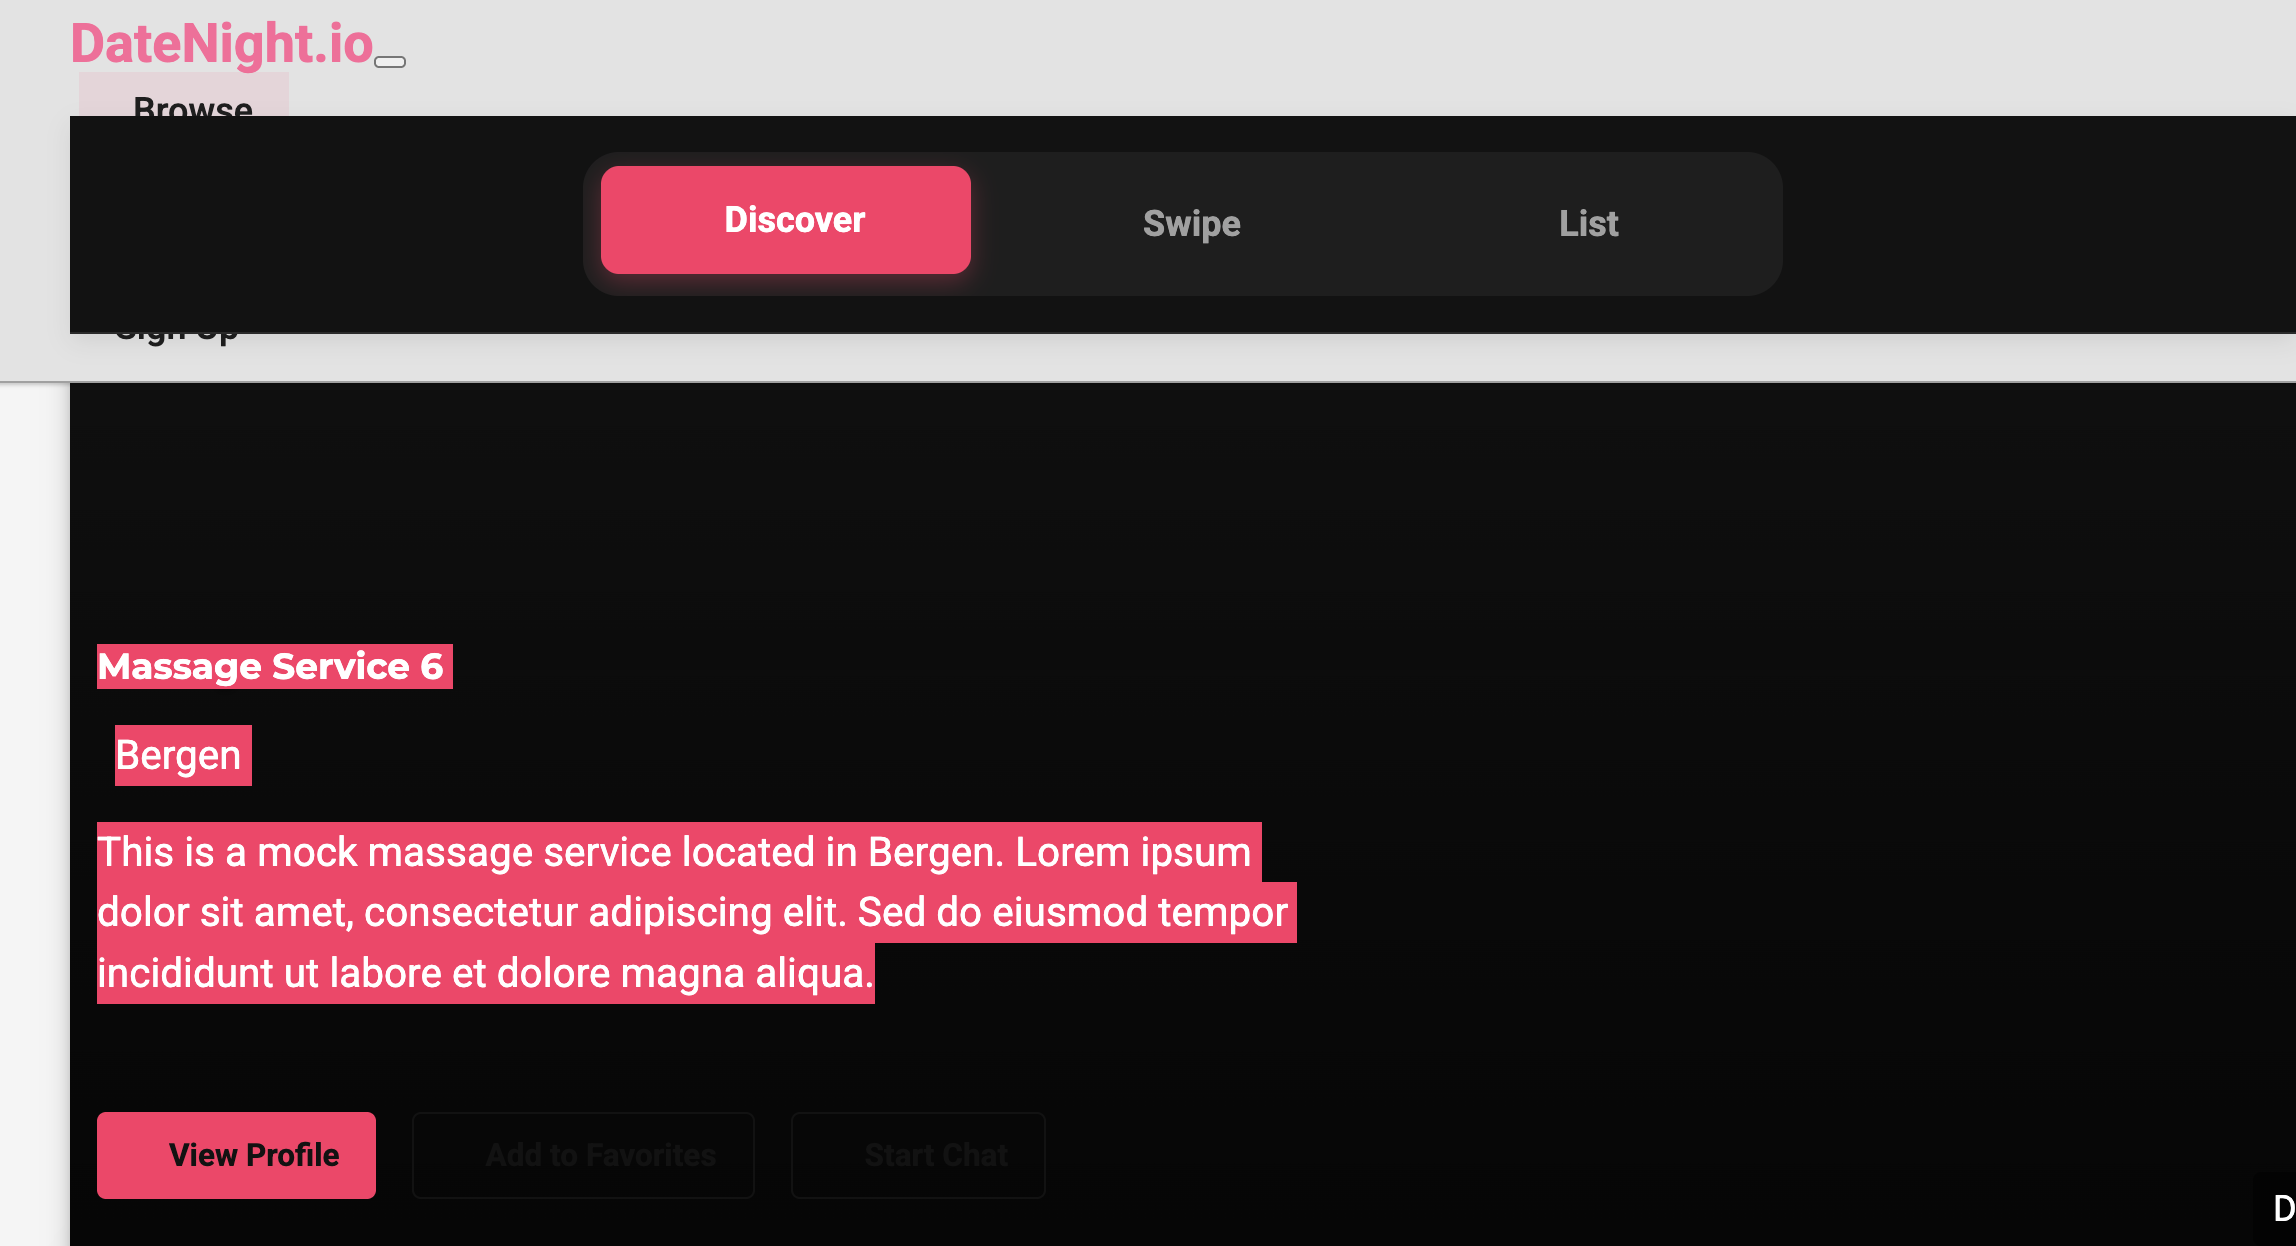 DateNight.io
Browse
Discover
Swipe
List
Sign Up
Massage Service 6
Bergen
This is a mock massage service located in Bergen. Lorem ipsum
dolor sit amet, consectetur adipiscing elit. Sed do eiusmod tempor
incididunt ut labore et dolore magna aliqua.
View Profile
Add to Favorites
Start Chat
D